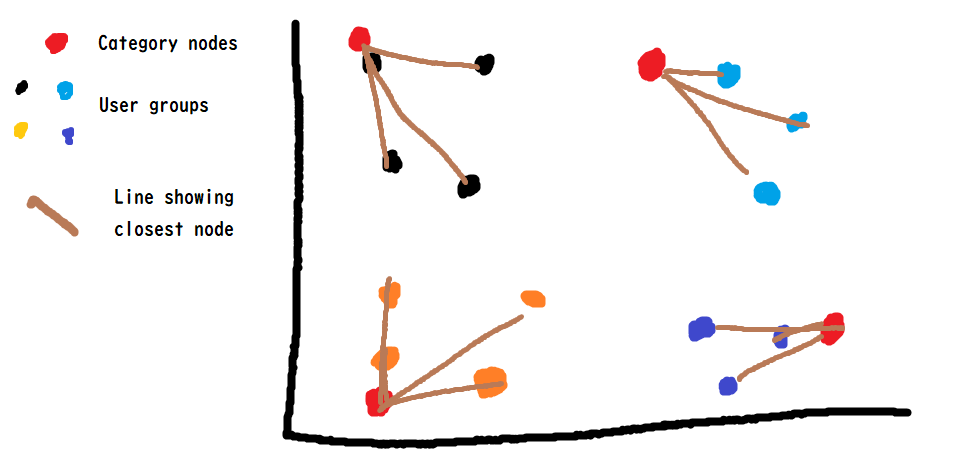 Category nodes
User groups
Line showing
closest node